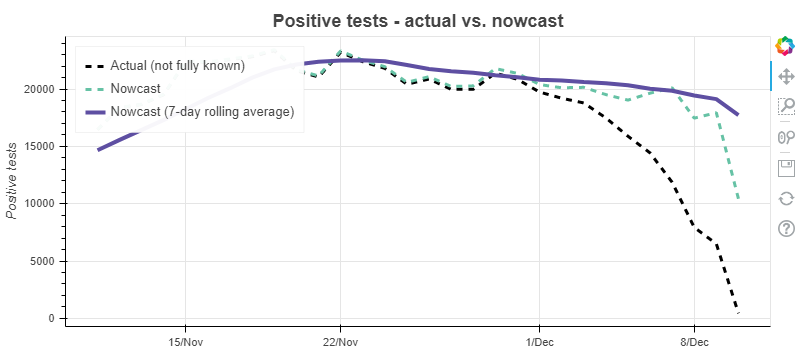 Positive tests - actual vs. nowcast
Actual (not fully known)
Nowcast
Nowcast (7-day rolling average)
Positive tests
20000
15000
10000
5000
0
15/Nov
22/Nov
1/Dec
8/Dec